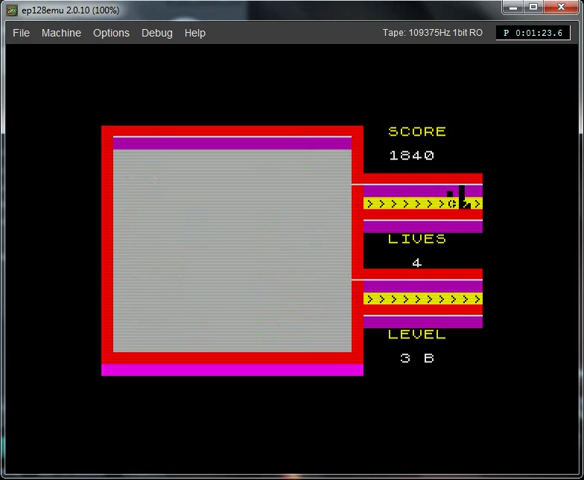 ep128emu 2.0.10 (100%)
File Machine Options Debug Help Tape: 109375Hz 1bit RO P 0:01:23.6
SCORE
1840
LIVES
4
LEVEL
3 B